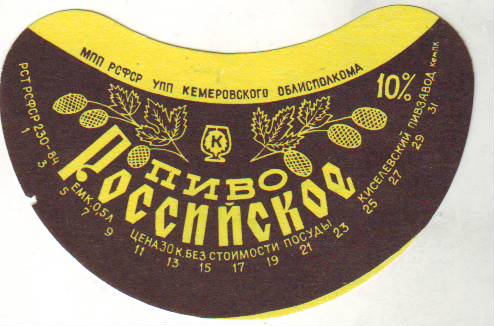 МПП РСФСР УПП КЕМЕРОВСКОГО ОБЛИСПОЛКОМА
10%
К
ПИВО
Российское
РСТ РСФСР 230-84
ЕМК. 0,5 л
ЦЕНА 30 к. БЕЗ СТОИМОСТИ ПОСУДЫ
КИСЕЛЕВСКИЙ ПИВЗАВОД
1 3 5 7 9 11 13 15 17 19 21 23 25 27 29 31